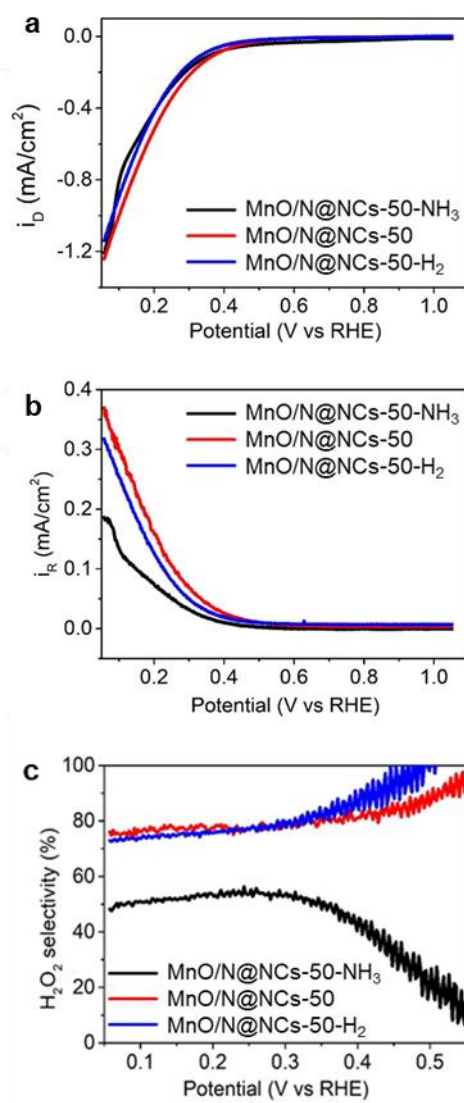 a
0.0
-0.4
-0.8
-1.2
i_D (mA/cm²)
MnO/N@NCs-50-NH₃
MnO/N@NCs-50
MnO/N@NCs-50-H₂
0.2 0.4 0.6 0.8 1.0
Potential (V vs RHE)
b
0.4
0.3
0.2
0.1
0.0
i_R (mA/cm²)
MnO/N@NCs-50-NH₃
MnO/N@NCs-50
MnO/N@NCs-50-H₂
0.2 0.4 0.6 0.8 1.0
Potential (V vs RHE)
c
100
80
60
40
20
0
H₂O₂ selectivity (%)
MnO/N@NCs-50-NH₃
MnO/N@NCs-50
MnO/N@NCs-50-H₂
0.1 0.2 0.3 0.4 0.5
Potential (V vs RHE)